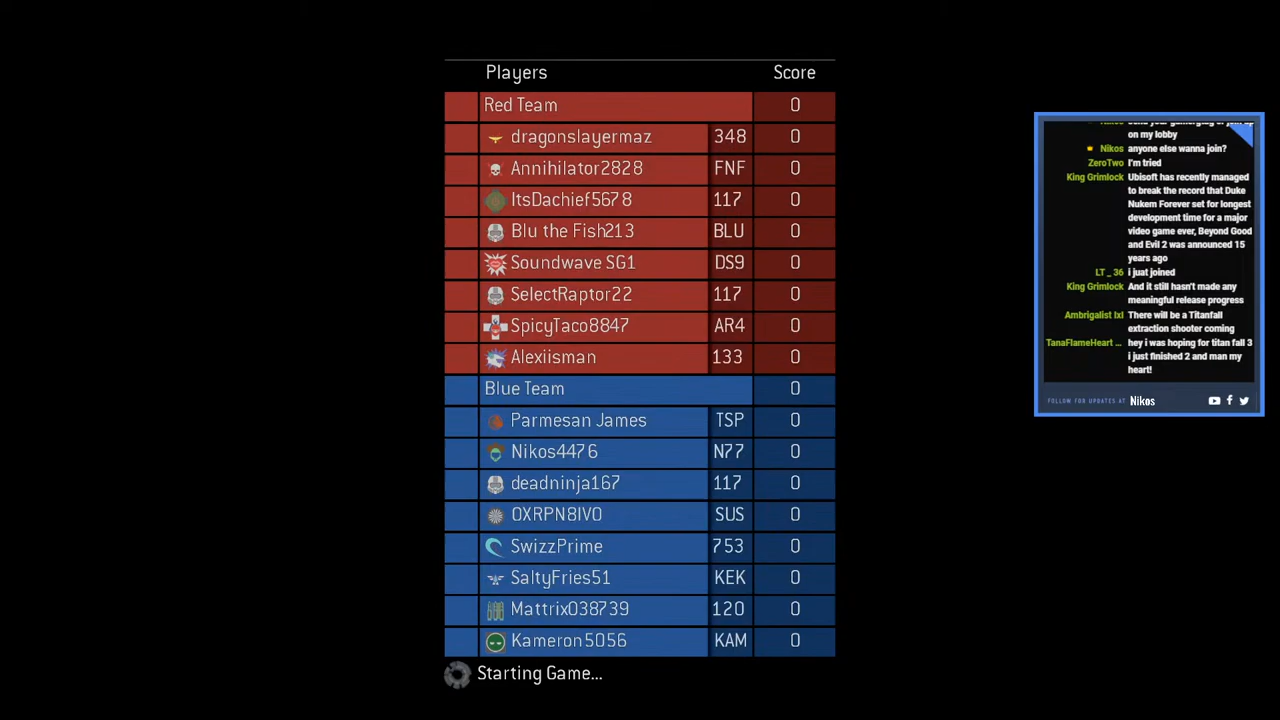 Players Score
Red Team 0
dragonslayermaz 348 0
Annihilator2828 FNF 0
ItsDachief5678 117 0
Blu the Fish213 BLU 0
Soundwave SG1 DS9 0
SelectRaptor22 117 0
SpicyTaco8847 AR4 0
Alexiisman 133 0
Blue Team 0
Parmesan James TSP 0
Nikos4476 N77 0
deadninja167 117 0
OXRPN8IVO SUS 0
SwizzPrime 753 0
SaltyFries51 KEK 0
Mattrix038739 120 0
Kameron5056 KAM 0
Starting Game...
on my lobby
Nikos anyone else wanna join?
ZeroTwo I'm tried
King Grimlock Ubisoft has recently managed
to break the record that Duke
Nukem Forever set for longest
development time for a major
video game ever, Beyond Good
and Evil 2 was announced 15
years ago
LT_36 i juat joined
King Grimlock And it still hasn't made any
meaningful release progress
Ambrigalist lxl There will be a Titanfall
extraction shooter coming
TanaFlameHeart ... hey i was hoping for titan fall 3
i just finished 2 and man my
heart!
FOLLOW FOR UPDATES AT Nikos